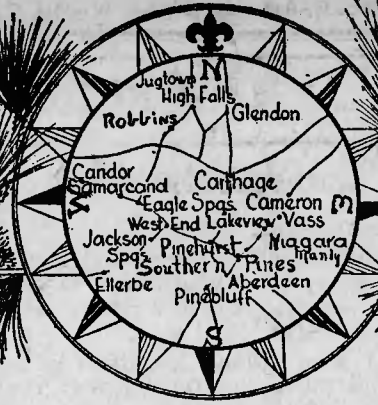 N
Jugtown
High Falls
Robbins
Glendon
Candor
Samarcand
Carthage
W
Eagle Spgs.
Cameron
E
West End
Lakeview
Vass
Jackson
Spgs.
Pinehurst
Niagara
Manly
Southern Pines
Ellerbe
Aberdeen
Pinebluff
S